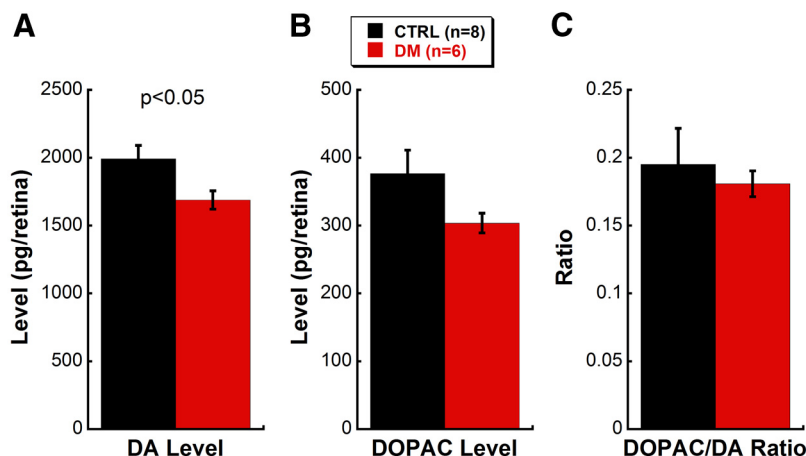 A
B
C
CTRL (n=8)
DM (n=6)
2500
2000
1500
1000
500
0
Level (pg/retina)
p<0.05
DA Level
500
400
300
200
100
0
Level (pg/retina)
DOPAC Level
0.25
0.2
0.15
0.1
0.05
0
Ratio
DOPAC/DA Ratio